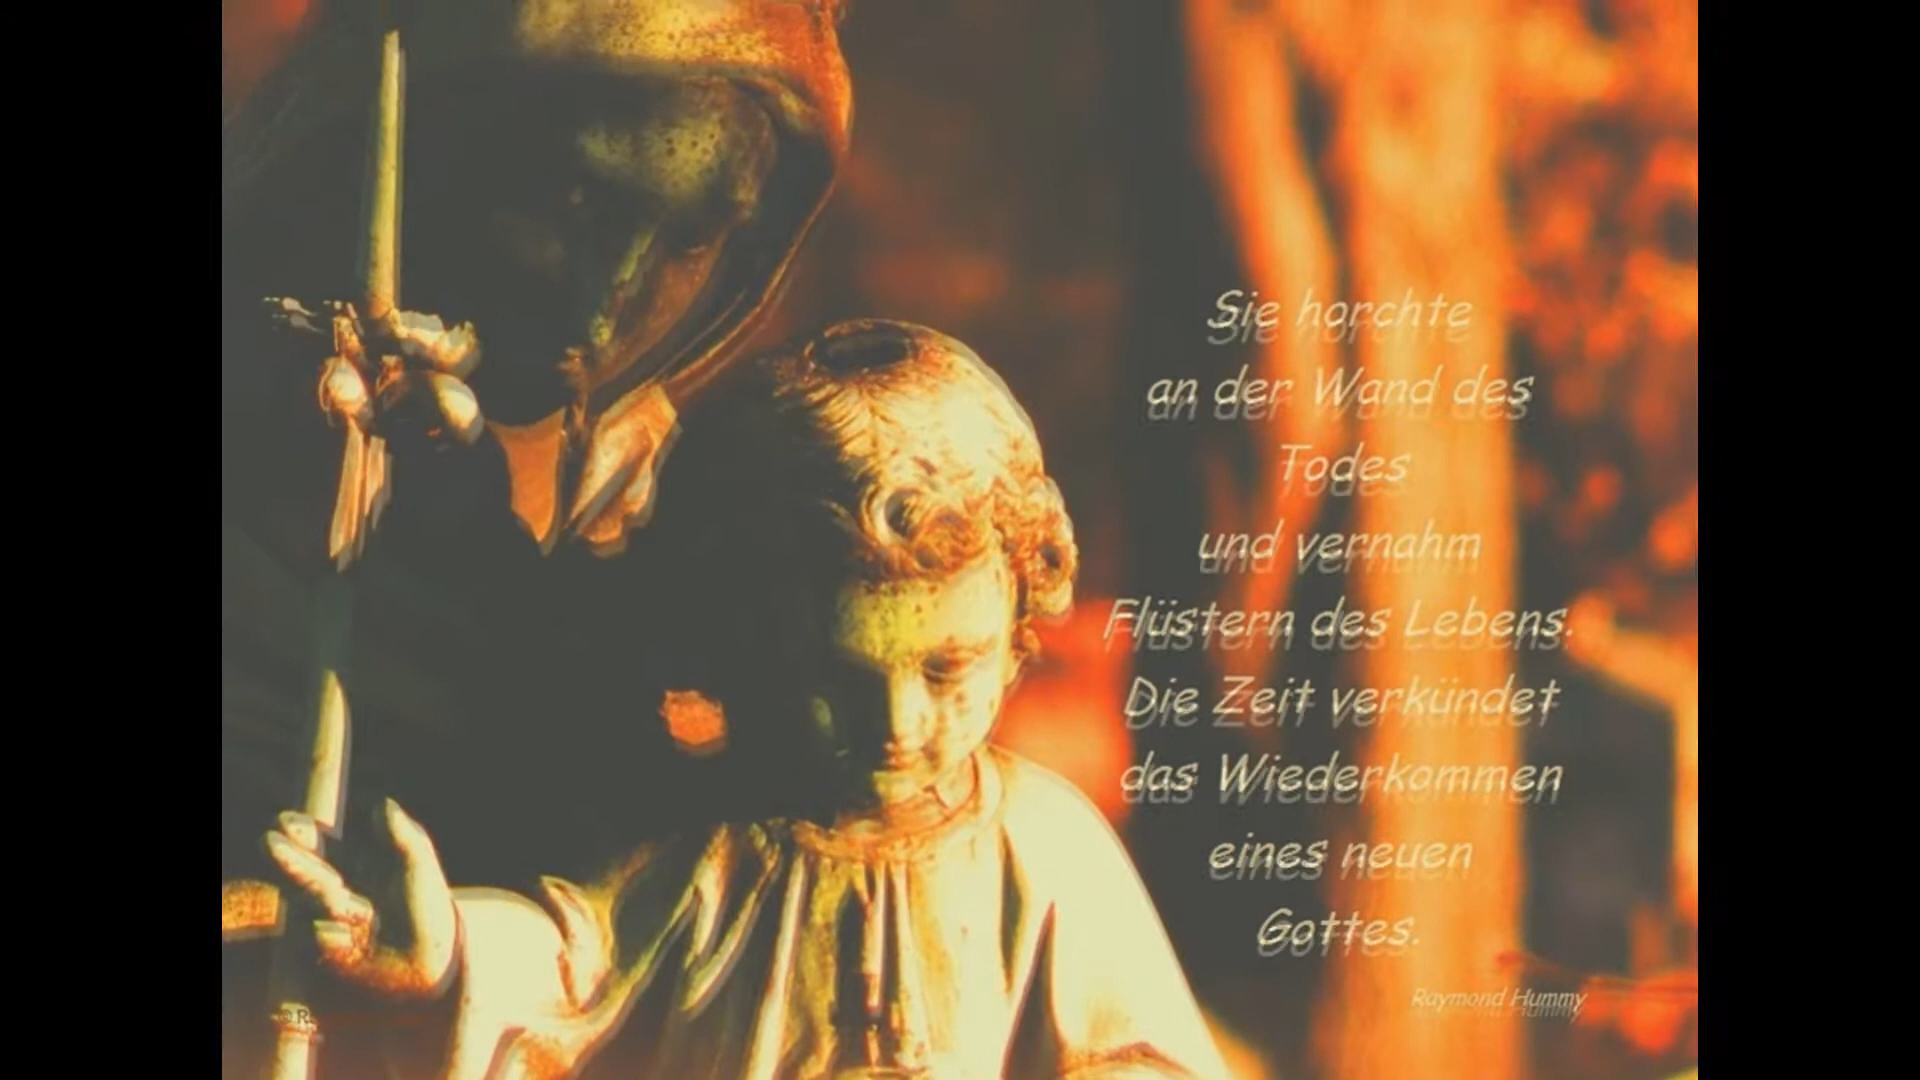 Sie horchte
an der Wand des
Todes
und vernahm
Flüstern des Lebens.
Die Zeit verkündet
das Wiederkommen
eines neuen
Gottes.
Raymond Hummy